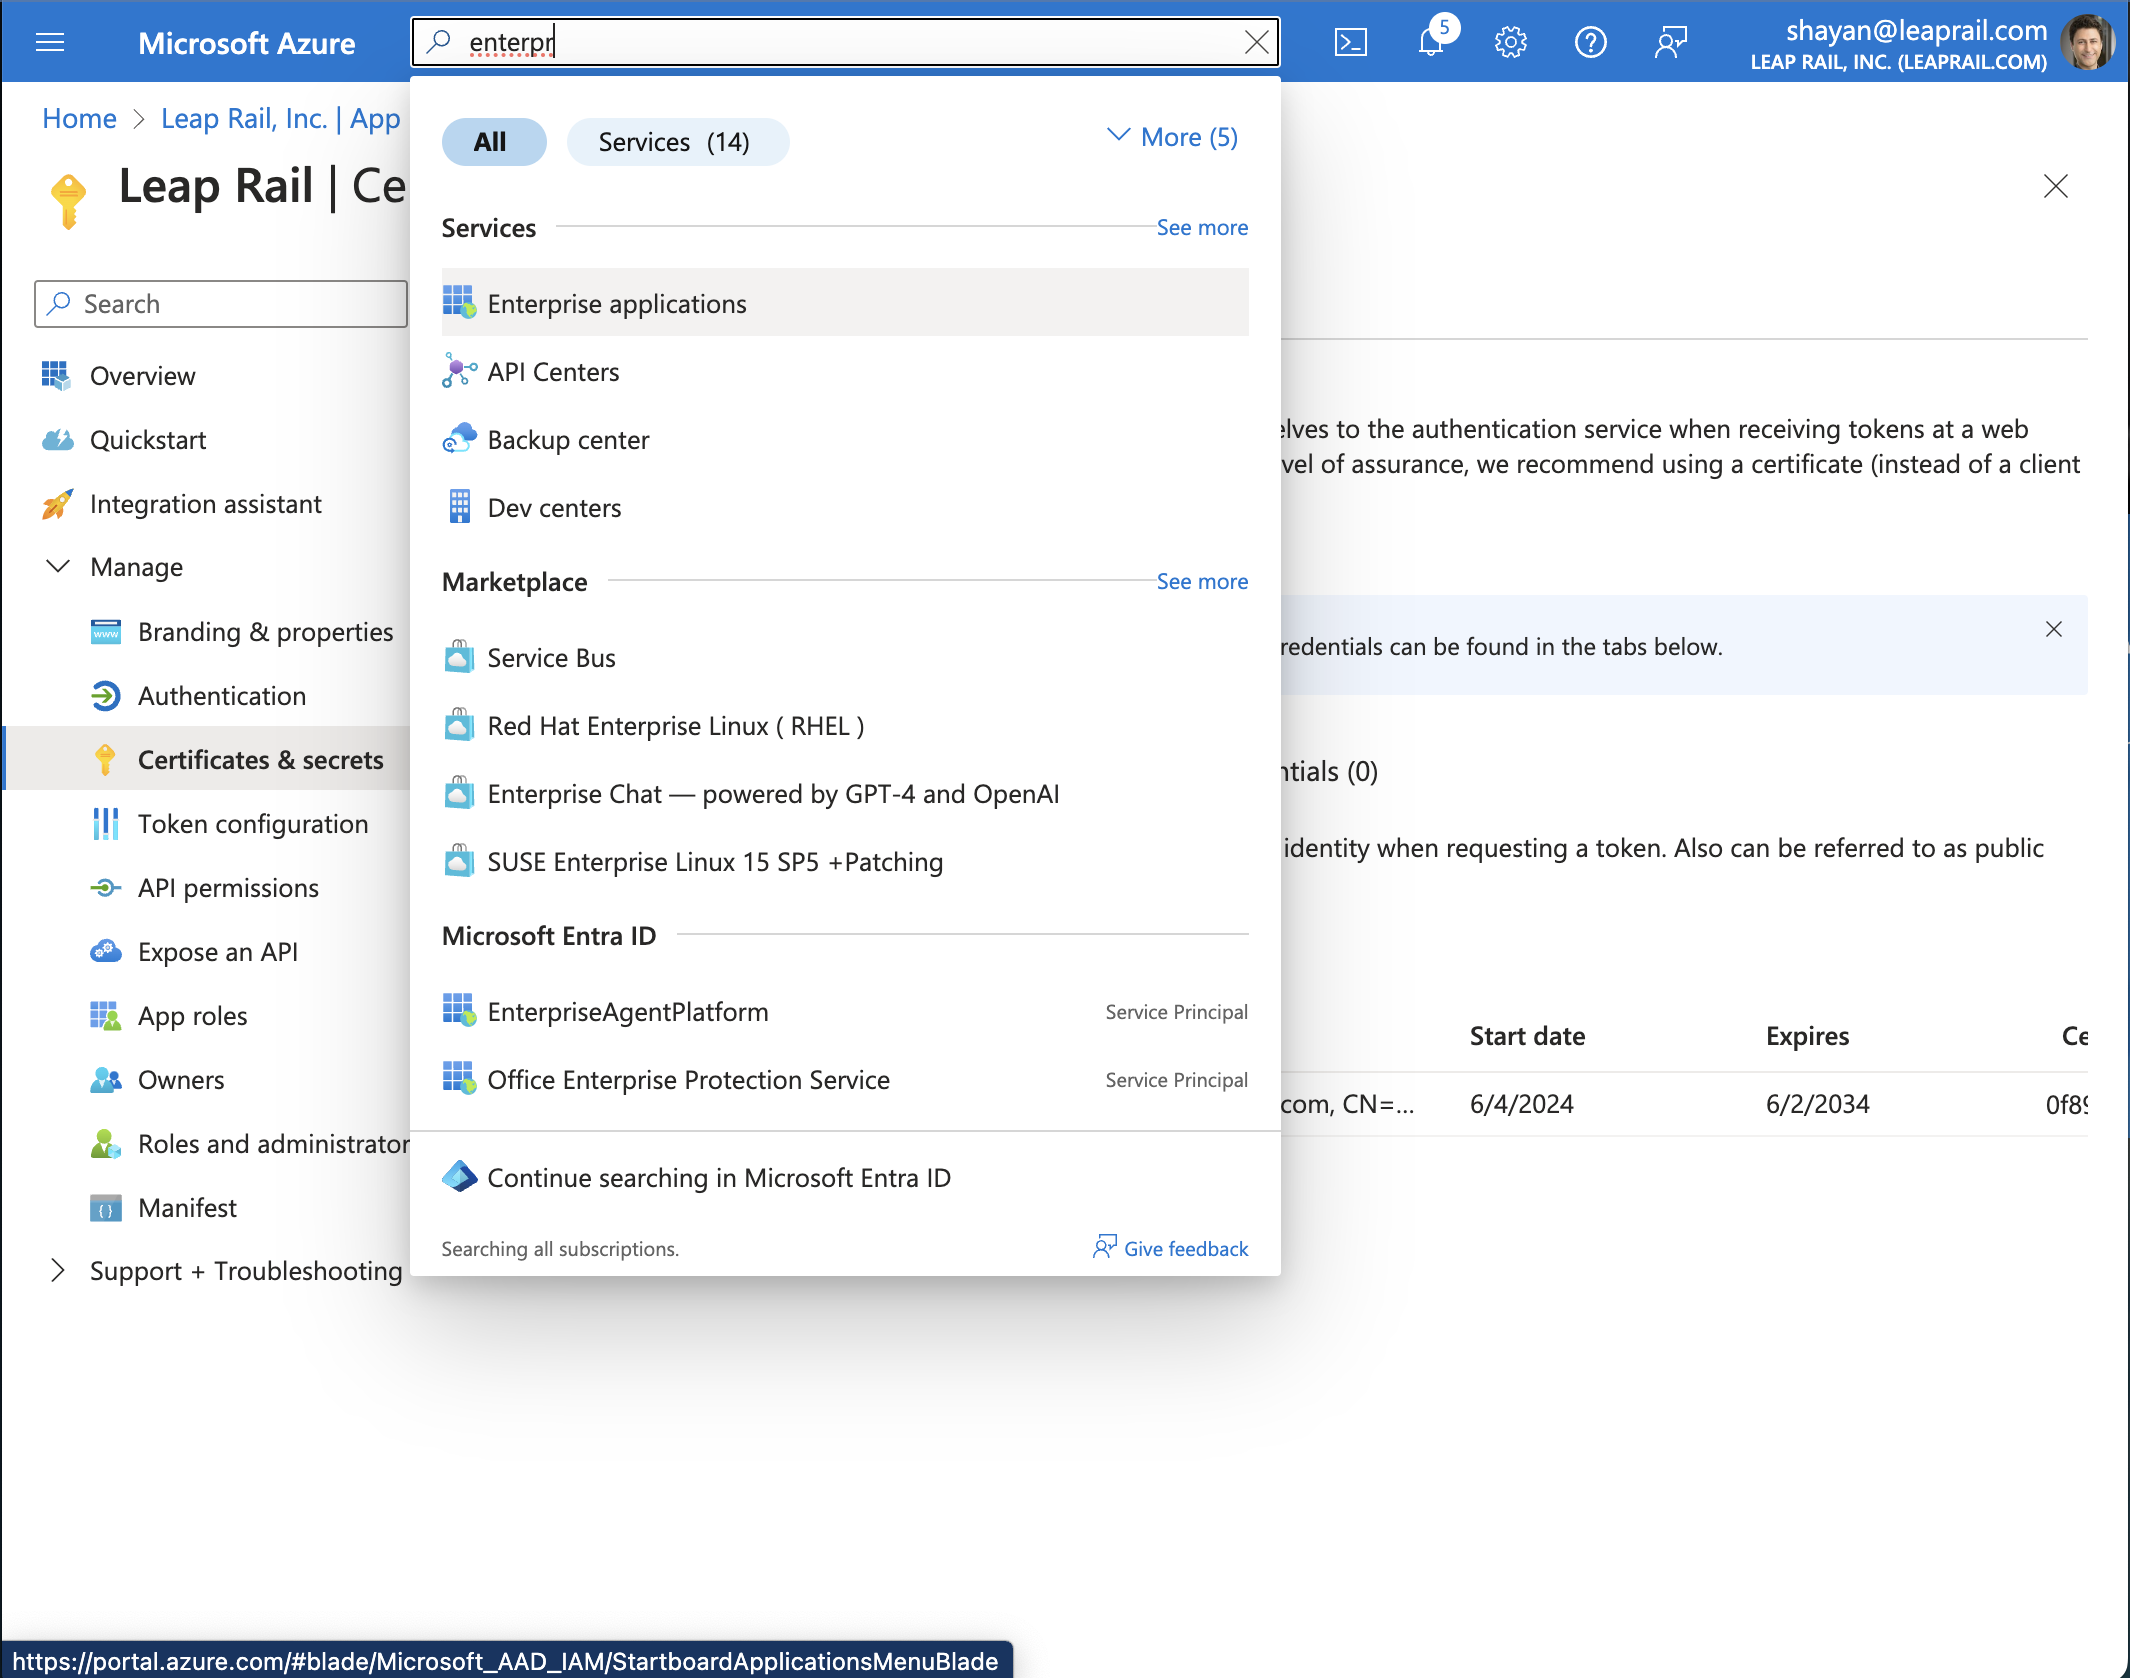 Microsoft Azure
enterpr
5
shayan@leaprail.com
LEAP RAIL, INC. (LEAPRAIL.COM)
Home > Leap Rail, Inc. | App
Leap Rail | Ce
Search
Overview
Quickstart
Integration assistant
Manage
Branding & properties
Authentication
Certificates & secrets
Token configuration
API permissions
Expose an API
App roles
Owners
Roles and administrator
Manifest
Support + Troubleshooting
All
Services (14)
More (5)
Services
See more
Enterprise applications
API Centers
Backup center
Dev centers
Marketplace
See more
Service Bus
Red Hat Enterprise Linux ( RHEL )
Enterprise Chat — powered by GPT-4 and OpenAI
SUSE Enterprise Linux 15 SP5 +Patching
Microsoft Entra ID
EnterpriseAgentPlatform
Service Principal
Office Enterprise Protection Service
Service Principal
Continue searching in Microsoft Entra ID
Searching all subscriptions.
Give feedback
elves to the authentication service when receiving tokens at a web
vel of assurance, we recommend using a certificate (instead of a client
redentials can be found in the tabs below.
ntials (0)
identity when requesting a token. Also can be referred to as public
Start date Expires Ce
com, CN=... 6/4/2024 6/2/2034 0f89
https://portal.azure.com/#blade/Microsoft_AAD_IAM/StartboardApplicationsMenuBlade